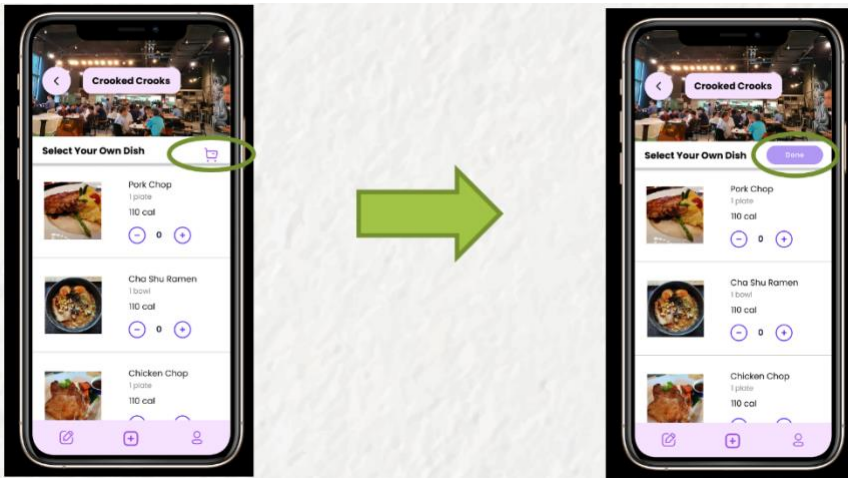 Crooked Crooks
Select Your Own Dish
Pork Chop
1 plate
110 cal
0
Cha Shu Ramen
1 bowl
110 cal
0
Chicken Chop
1 plate
110 cal
Crooked Crooks
Select Your Own Dish
Done
Pork Chop
1 plate
110 cal
0
Cha Shu Ramen
1 bowl
110 cal
0
Chicken Chop
1 plate
110 cal